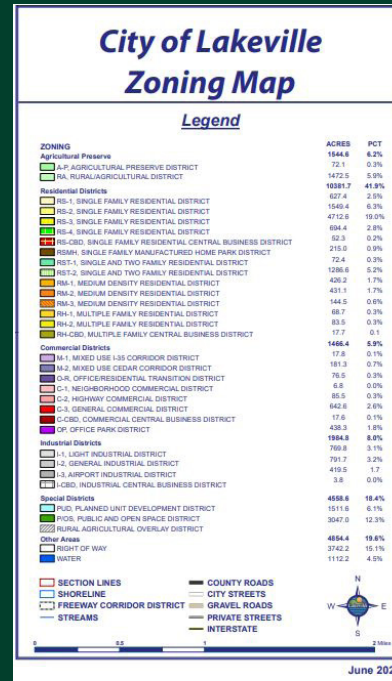 City of Lakeville
Zoning Map
Legend
ZONING ACRES PCT
Agricultural Preserve 1544.6 6.2%
A-P, AGRICULTURAL PRESERVE DISTRICT 72.1 0.3%
RA, RURAL/AGRICULTURAL DISTRICT 1472.5 5.9%
Residential Districts 10381.7 41.9%
RS-1, SINGLE FAMILY RESIDENTIAL DISTRICT 627.4 2.5%
RS-2, SINGLE FAMILY RESIDENTIAL DISTRICT 1549.4 6.3%
RS-3, SINGLE FAMILY RESIDENTIAL DISTRICT 4712.6 19.0%
RS-4, SINGLE FAMILY RESIDENTIAL DISTRICT 694.4 2.8%
RS-CBD, SINGLE FAMILY RESIDENTIAL CENTRAL BUSINESS DISTRICT 52.3 0.2%
RSMH, SINGLE FAMILY MANUFACTURED HOME PARK DISTRICT 215.0 0.9%
RST-1, SINGLE AND TWO FAMILY RESIDENTIAL DISTRICT 72.4 0.3%
RST-2, SINGLE AND TWO FAMILY RESIDENTIAL DISTRICT 1286.6 5.2%
RM-1, MEDIUM DENSITY RESIDENTIAL DISTRICT 426.2 1.7%
RM-2, MEDIUM DENSITY RESIDENTIAL DISTRICT 431.1 1.7%
RM-3, MEDIUM DENSITY RESIDENTIAL DISTRICT 144.5 0.6%
RH-1, MULTIPLE FAMILY RESIDENTIAL DISTRICT 68.7 0.3%
RH-2, MULTIPLE FAMILY RESIDENTIAL DISTRICT 83.5 0.3%
RH-CBD, MULTIPLE FAMILY CENTRAL BUSINESS DISTRICT 17.7 0.1
Commercial Districts 1466.4 5.9%
M-1, MIXED USE I-35 CORRIDOR DISTRICT 17.8 0.1%
M-2, MIXED USE CEDAR CORRIDOR DISTRICT 181.3 0.7%
O-R, OFFICE/RESIDENTIAL TRANSITION DISTRICT 76.5 0.3%
C-1, NEIGHBORHOOD COMMERCIAL DISTRICT 6.8 0.0%
C-2, HIGHWAY COMMERCIAL DISTRICT 85.5 0.3%
C-3, GENERAL COMMERCIAL DISTRICT 642.6 2.6%
C-CBD, COMMERCIAL CENTRAL BUSINESS DISTRICT 17.6 0.1%
OP, OFFICE PARK DISTRICT 438.3 1.8%
Industrial Districts 1984.8 8.0%
I-1, LIGHT INDUSTRIAL DISTRICT 769.8 3.1%
I-2, GENERAL INDUSTRIAL DISTRICT 791.7 3.2%
I-3, AIRPORT INDUSTRIAL DISTRICT 419.5 1.7
I-CBD, INDUSTRIAL CENTRAL BUSINESS DISTRICT 3.8 0.0%
Special Districts 4558.6 18.4%
PUD, PLANNED UNIT DEVELOPMENT DISTRICT 1511.6 6.1%
P/OS, PUBLIC AND OPEN SPACE DISTRICT 3047.0 12.3%
RURAL AGRICULTURAL OVERLAY DISTRICT
Other Areas 4854.4 19.6%
RIGHT OF WAY 3742.2 15.1%
WATER 1112.2 4.5%
SECTION LINES COUNTY ROADS
SHORELINE CITY STREETS
FREEWAY CORRIDOR DISTRICT GRAVEL ROADS
STREAMS PRIVATE STREETS
INTERSTATE
N
W E
S
0 0.5 1 2 Miles
June 202